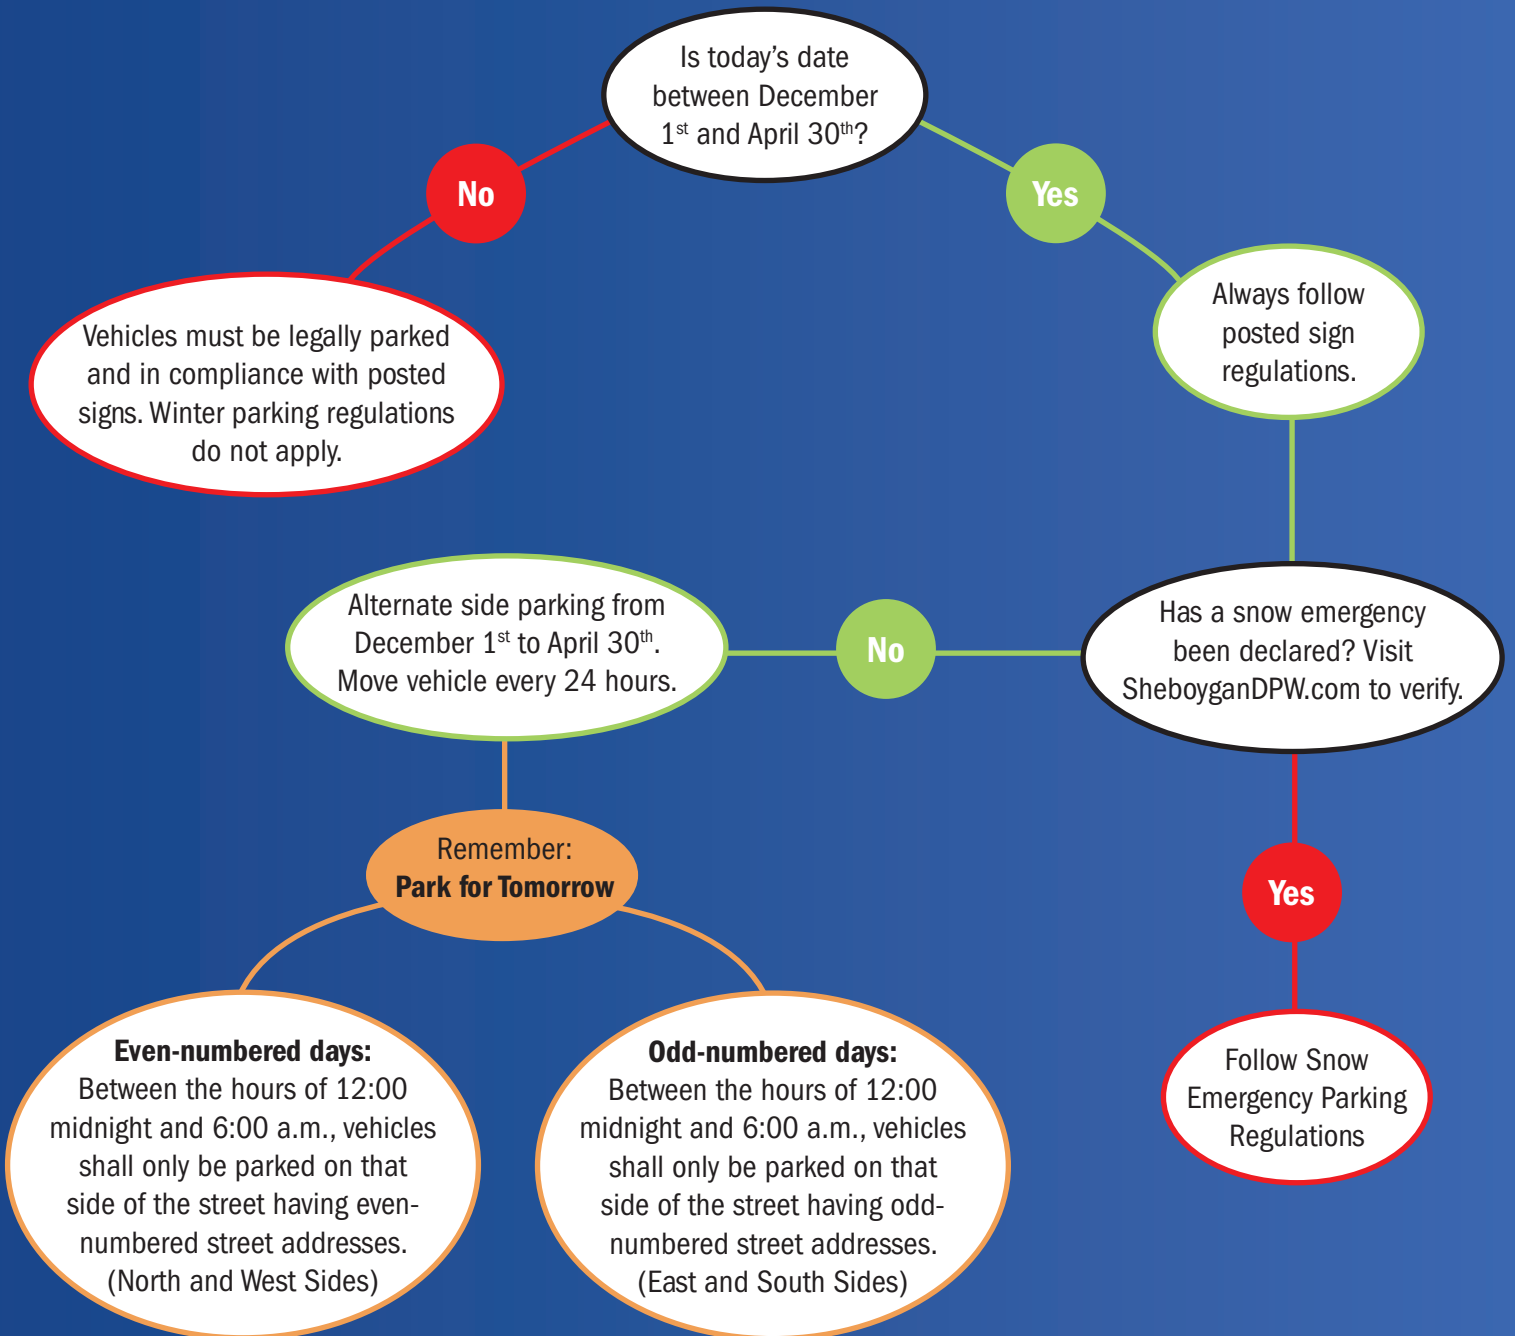 Is today’s date
between December
1st and April 30th?
No
Yes
Vehicles must be legally parked
and in compliance with posted
signs. Winter parking regulations
do not apply.
Always follow
posted sign
regulations.
Alternate side parking from
December 1st to April 30th.
Move vehicle every 24 hours.
No
Has a snow emergency
been declared? Visit
SheboyganDPW.com to verify.
Remember:
Park for Tomorrow
Yes
Even-numbered days:
Between the hours of 12:00
midnight and 6:00 a.m., vehicles
shall only be parked on that
side of the street having even-
numbered street addresses.
(North and West Sides)
Odd-numbered days:
Between the hours of 12:00
midnight and 6:00 a.m., vehicles
shall only be parked on that
side of the street having odd-
numbered street addresses.
(East and South Sides)
Follow Snow
Emergency Parking
Regulations